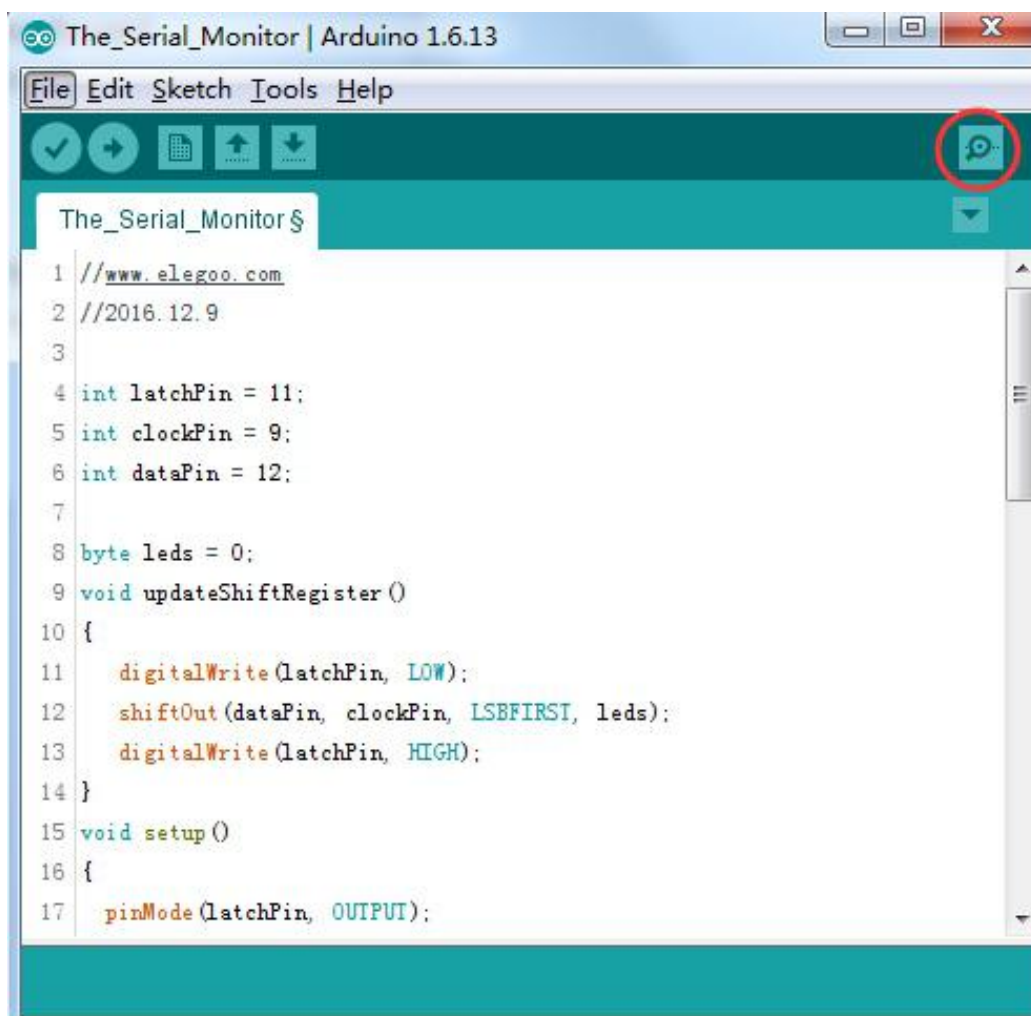 The_Serial_Monitor | Arduino 1.6.13
File Edit Sketch Tools Help
The_Serial_Monitor §
1 //www.elegoo.com
2 //2016.12.9
3
4 int latchPin = 11;
5 int clockPin = 9;
6 int dataPin = 12;
7
8 byte leds = 0;
9 void updateShiftRegister()
10 {
11 digitalWrite(latchPin, LOW);
12 shiftOut(dataPin, clockPin, LSBFIRST, leds);
13 digitalWrite(latchPin, HIGH);
14 }
15 void setup()
16 {
17 pinMode(latchPin, OUTPUT);